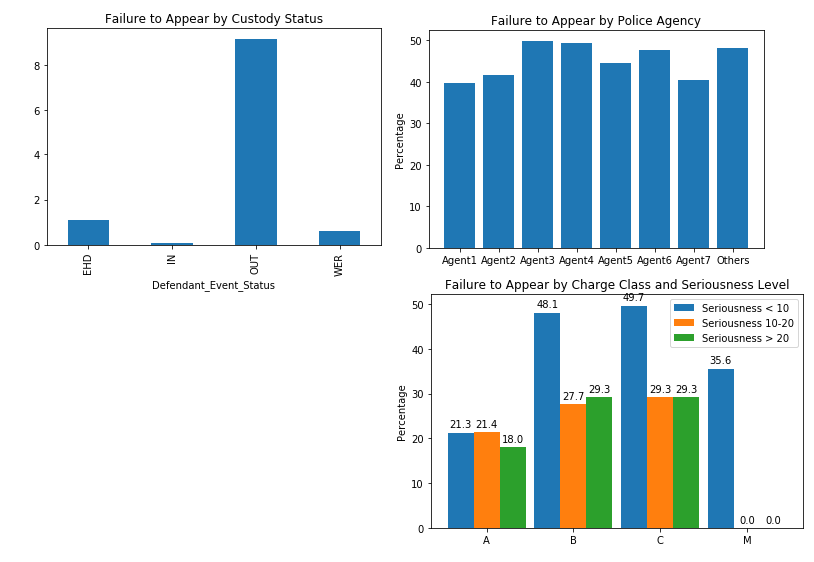 Failure to Appear by Custody Status
8
6
4
2
0
EHD
IN
OUT
WER
Defendant_Event_Status
Failure to Appear by Police Agency
Percentage
50
40
30
20
10
0
Agent1 Agent2 Agent3 Agent4 Agent5 Agent6 Agent7 Others
Failure to Appear by Charge Class and Seriousness Level
Percentage
50
40
30
20
10
0
Seriousness < 10
Seriousness 10-20
Seriousness > 20
21.3 21.4 18.0
48.1 27.7 29.3
49.7 29.3 29.3
35.6 0.0 0.0
A B C M